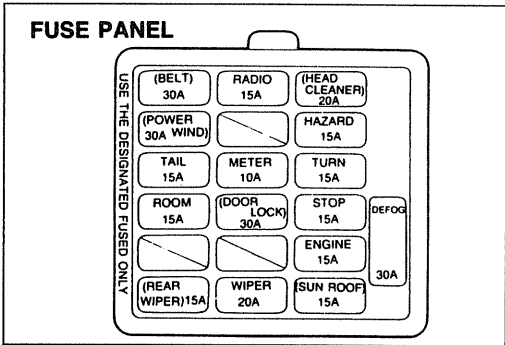 FUSE PANEL
USE THE DESIGNATED FUSED ONLY
(BELT)
30A
RADIO
15A
(HEAD
CLEANER)
20A
(POWER
30A WIND)
HAZARD
15A
TAIL
15A
METER
10A
TURN
15A
ROOM
15A
(DOOR
LOCK)
30A
STOP
15A
DEFOG
30A
ENGINE
15A
(REAR
WIPER)15A
WIPER
20A
(SUN ROOF)
15A